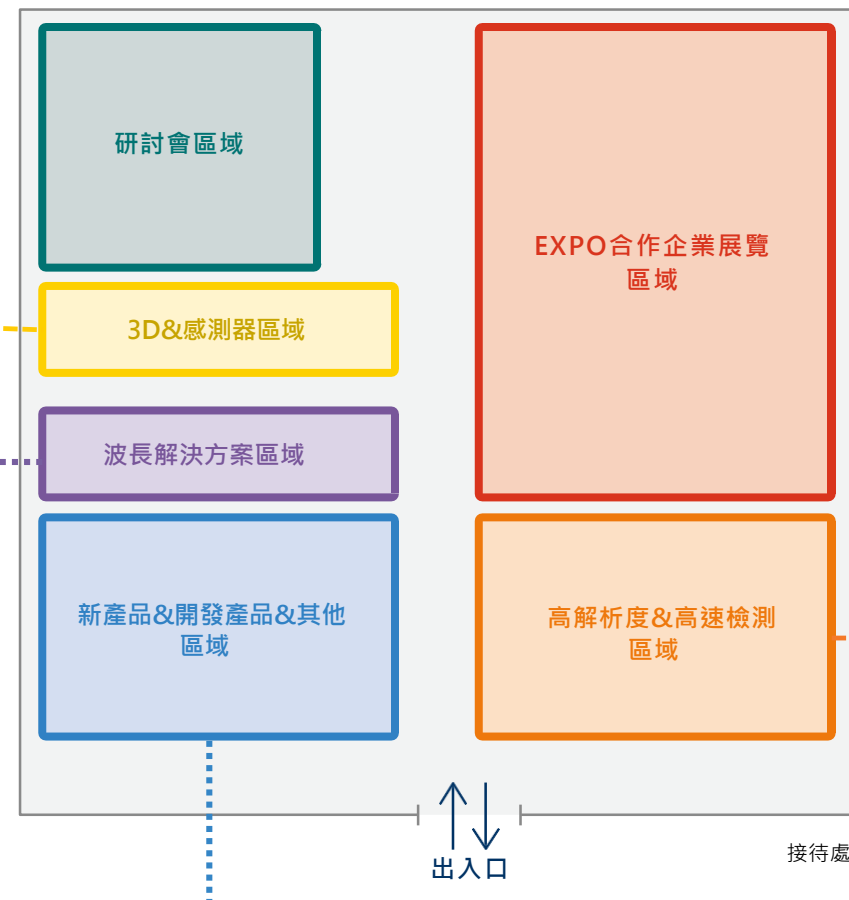 研討會區域
EXPO合作企業展覽
區域
3D&感測器區域
波長解決方案區域
新產品&開發產品&其他
區域
高解析度&高速檢測
區域
出入口
接待處